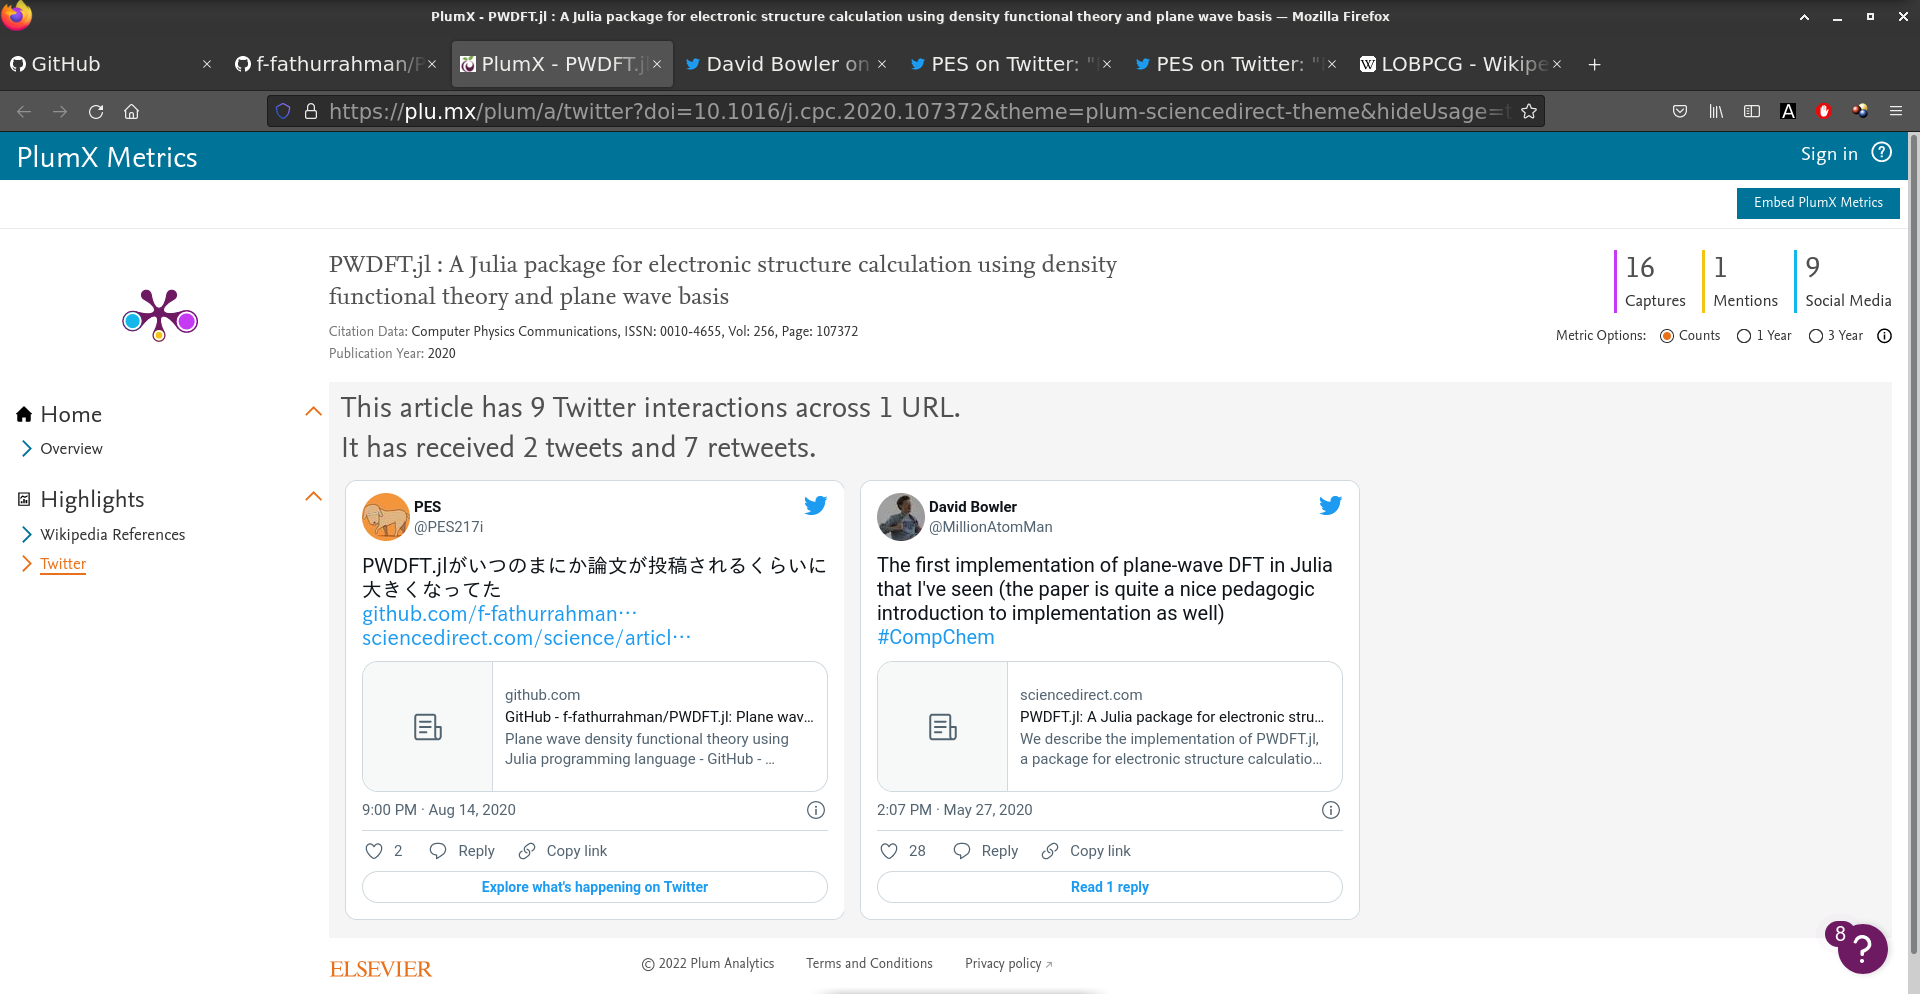 PlumX - PWDFT.jl : A Julia package for electronic structure calculation using density functional theory and plane wave basis — Mozilla Firefox
GitHub
f-fathurrahman/P
PlumX - PWDFT.j
David Bowler on
PES on Twitter: "
PES on Twitter: "
LOBPCG - Wikipe
https://plu.mx/plum/a/twitter?doi=10.1016/j.cpc.2020.107372&theme=plum-sciencedirect-theme&hideUsage=t
PlumX Metrics
Sign in
Embed PlumX Metrics
PWDFT.jl : A Julia package for electronic structure calculation using density
functional theory and plane wave basis
Citation Data: Computer Physics Communications, ISSN: 0010-4655, Vol: 256, Page: 107372
Publication Year: 2020
16
Captures
1
Mentions
9
Social Media
Metric Options: Counts 1 Year 3 Year
Home
Overview
Highlights
Wikipedia References
Twitter
This article has 9 Twitter interactions across 1 URL.
It has received 2 tweets and 7 retweets.
PES
@PES217i
PWDFT.jlがいつのまにか論文が投稿されるくらいに
大きくなってた
github.com/f-fathurrahman…
sciencedirect.com/science/articl…
github.com
GitHub - f-fathurrahman/PWDFT.jl: Plane wav...
Plane wave density functional theory using
Julia programming language - GitHub - ...
9:00 PM · Aug 14, 2020
2 Reply Copy link
Explore what's happening on Twitter
David Bowler
@MillionAtomMan
The first implementation of plane-wave DFT in Julia
that I've seen (the paper is quite a nice pedagogic
introduction to implementation as well)
#CompChem
sciencedirect.com
PWDFT.jl: A Julia package for electronic stru...
We describe the implementation of PWDFT.jl,
a package for electronic structure calculatio...
2:07 PM · May 27, 2020
28 Reply Copy link
Read 1 reply
8
?
ELSEVIER
© 2022 Plum Analytics
Terms and Conditions
Privacy policy ↗